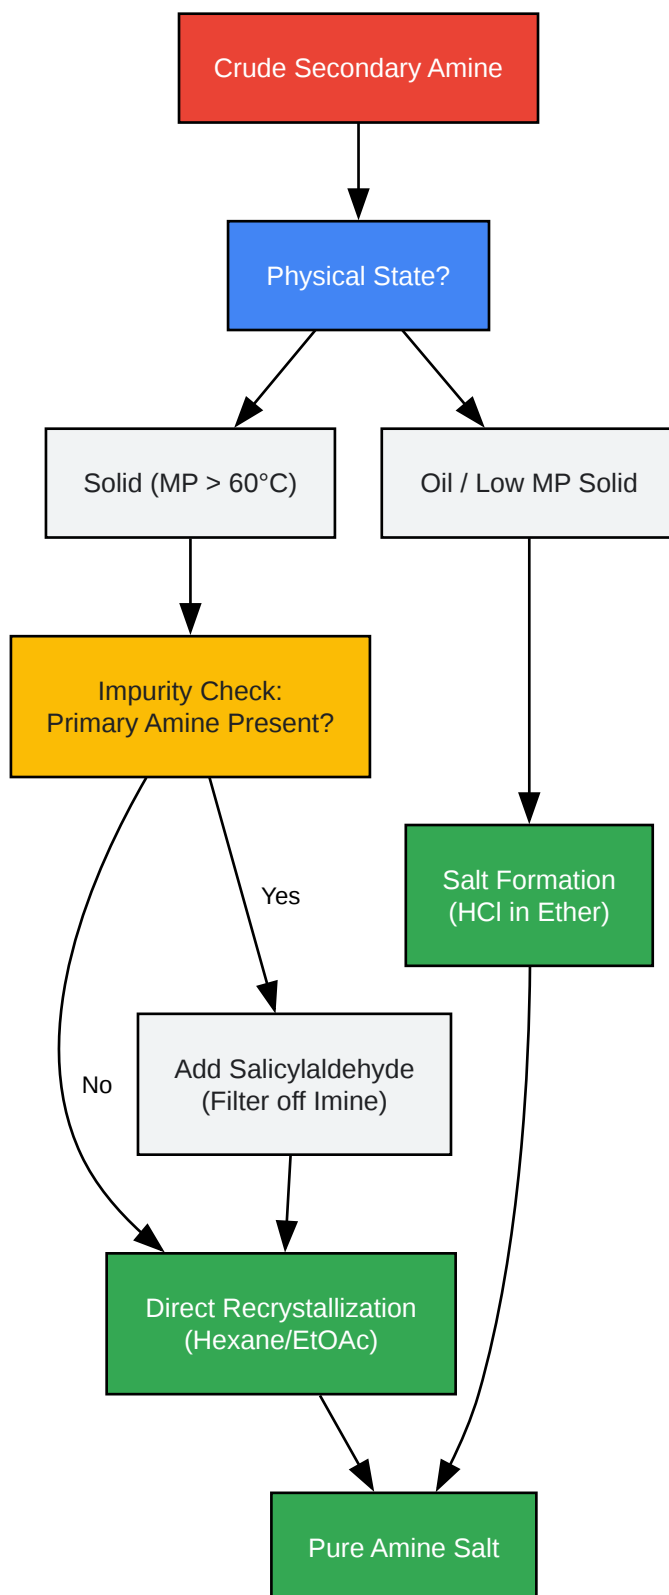 Crude Secondary Amine
Physical State?
Solid (MP > 60°C)
Oil / Low MP Solid
Impurity Check:
Primary Amine Present?
Salt Formation
(HCl in Ether)
Yes
Add Salicylaldehyde
(Filter off Imine)
No
Direct Recrystallization
(Hexane/EtOAc)
Pure Amine Salt